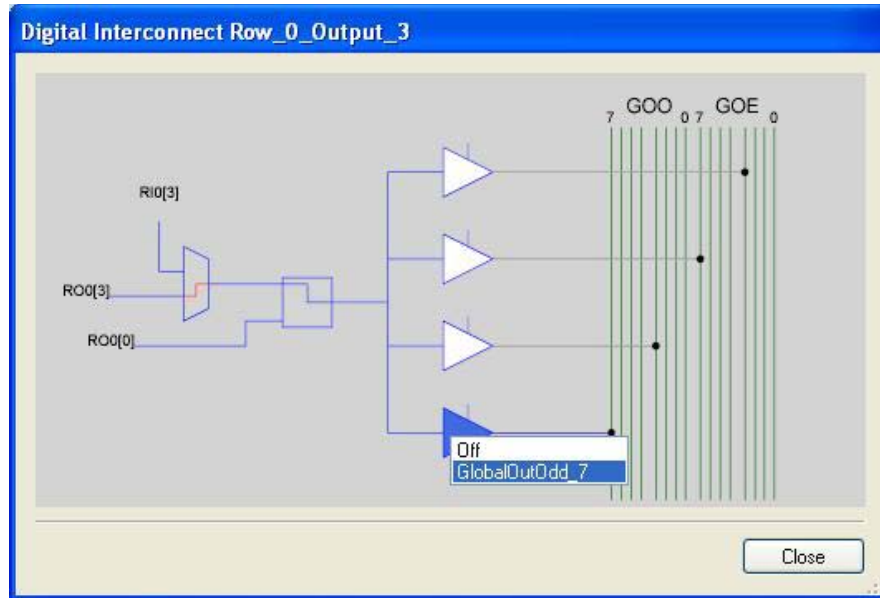 Digital Interconnect Row_0_Output_3
GOO GOE
7 0 7 0
RI0[3]
RO0[3]
RO0[0]
Off
GlobalOutOdd_7
Close